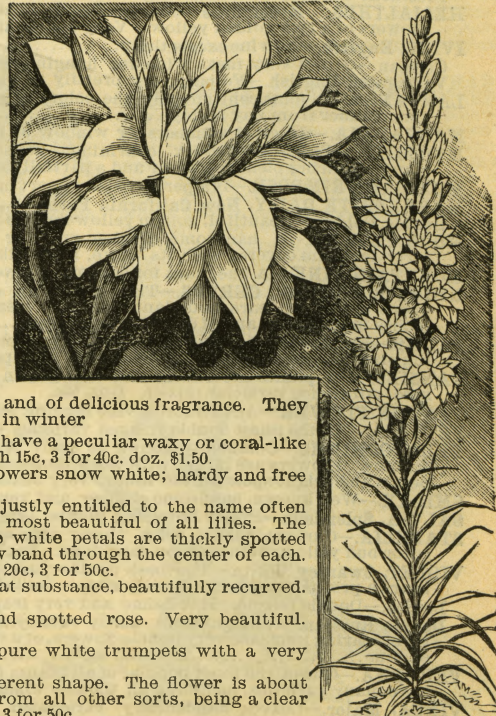 and of delicious fragrance. They
in winter
have a peculiar waxy or coral-like
h 15c, 3 for 40c. doz. $1.50.
owers snow white; hardy and free
justly entitled to the name often
most beautiful of all lilies. The
e white petals are thickly spotted
w band through the center of each.
20c, 3 for 50c.
at substance, beautifully recurved.
nd spotted rose. Very beautiful.
pure white trumpets with a very
erent shape. The flower is about
rom all other sorts, being a clear
3 for 50c